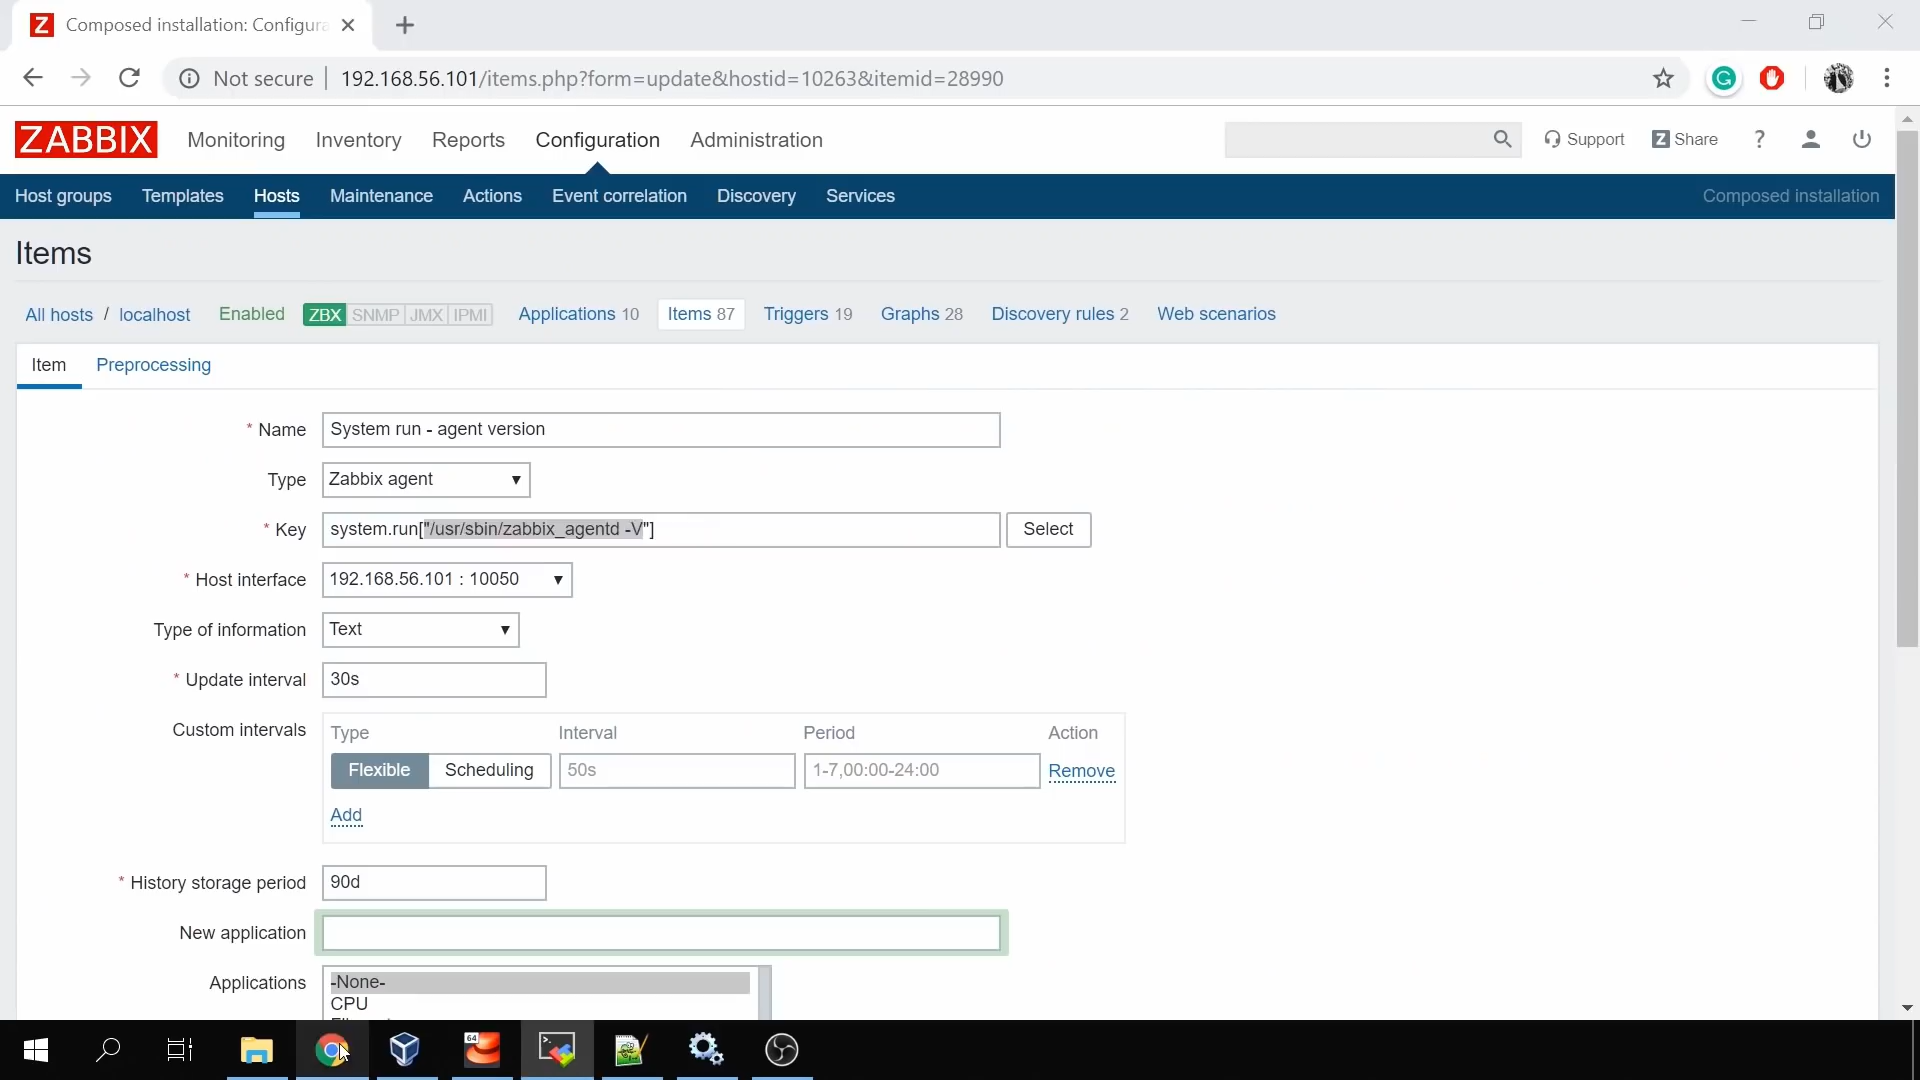 Composed installation: Configura
Not secure | 192.168.56.101/items.php?form=update&hostid=10263&itemid=28990
ZABBIX Monitoring Inventory Reports Configuration Administration Support Z Share ?
Host groups Templates Hosts Maintenance Actions Event correlation Discovery Services Composed installation
Items
All hosts / localhost Enabled ZBX SNMP JMX IPMI Applications 10 Items 87 Triggers 19 Graphs 28 Discovery rules 2 Web scenarios
Item Preprocessing
* Name System run - agent version
Type Zabbix agent
* Key system.run["/usr/sbin/zabbix_agentd -V"] Select
* Host interface 192.168.56.101 : 10050
Type of information Text
* Update interval 30s
Custom intervals Type Interval Period Action
Flexible Scheduling 50s 1-7,00:00-24:00 Remove
Add
* History storage period 90d
New application
Applications -None-
CPU
64